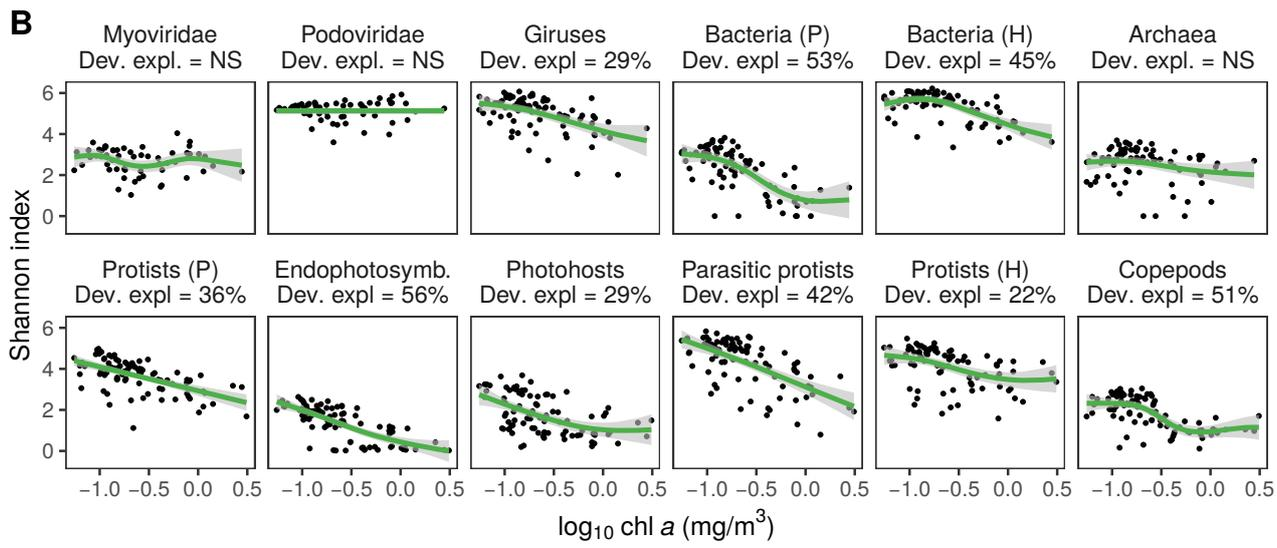 B
Myoviridae Podoviridae Giruses Bacteria (P) Bacteria (H) Archaea
Dev. expl. = NS Dev. expl. = NS Dev. expl = 29% Dev. expl = 53% Dev. expl = 45% Dev. expl. = NS
6
4
2
0
Shannon index
Protists (P) Endophotosymb. Photohosts Parasitic protists Protists (H) Copepods
Dev. expl = 36% Dev. expl = 56% Dev. expl = 29% Dev. expl = 42% Dev. expl = 22% Dev. expl = 51%
6
4
2
0
−1.0 −0.5 0.0 0.5 −1.0 −0.5 0.0 0.5 −1.0 −0.5 0.0 0.5 −1.0 −0.5 0.0 0.5 −1.0 −0.5 0.0 0.5 −1.0 −0.5 0.0 0.5
log₁₀ chl a (mg/m³)